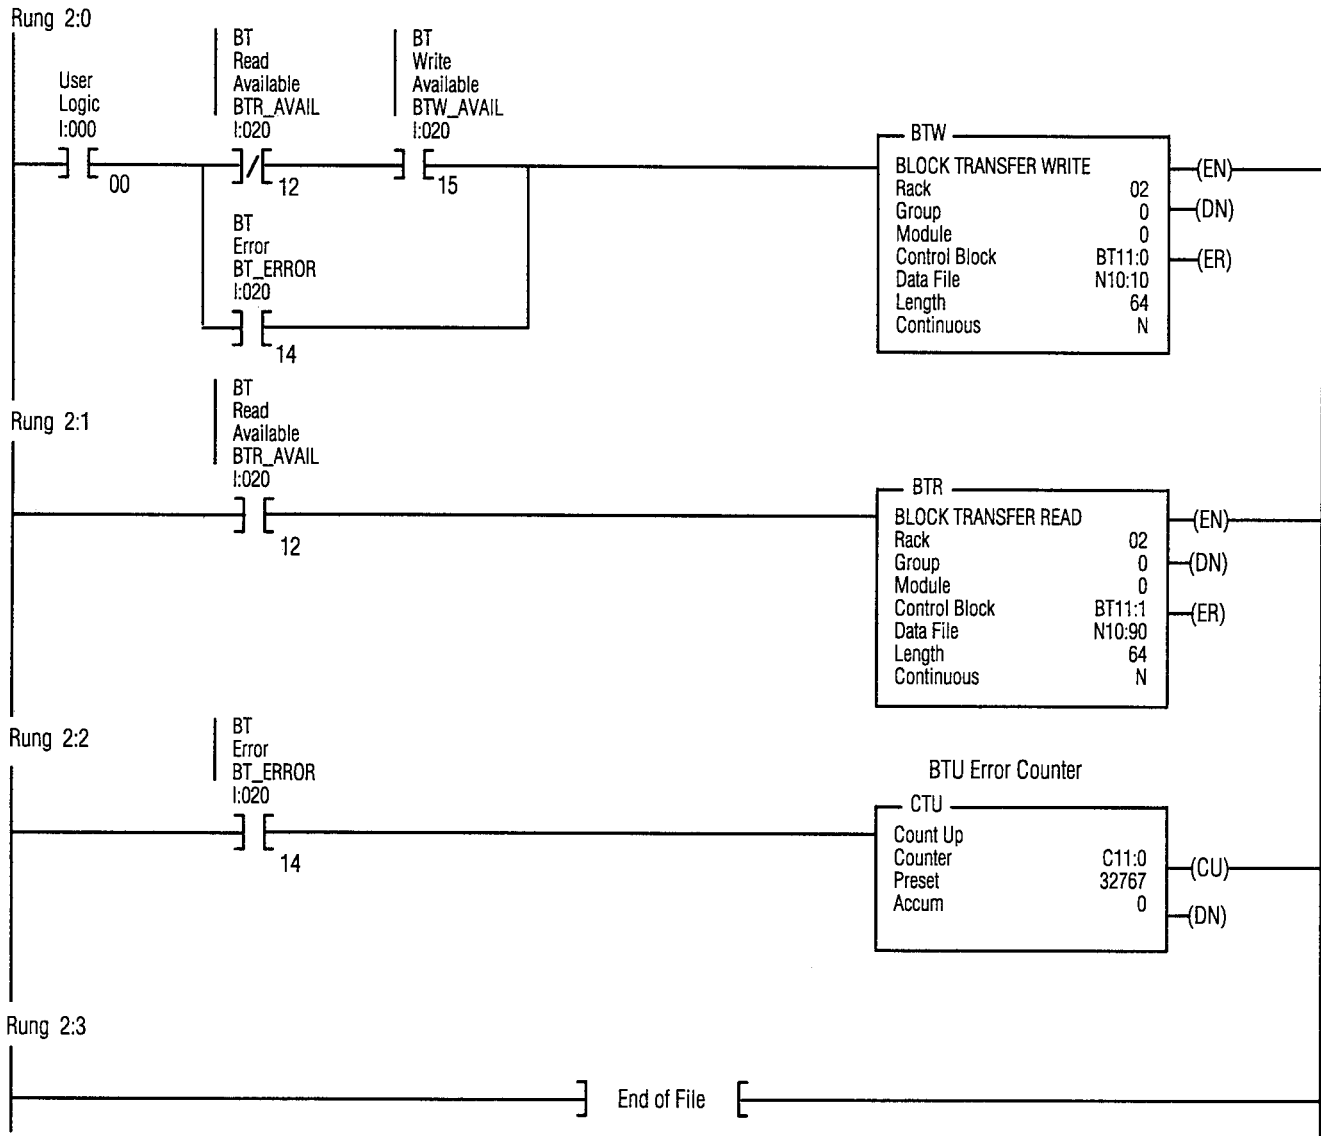 Rung 2:0
User
Logic
I:000
00
BT
Read
Available
BTR_AVAIL
I:020
12
BT
Write
Available
BTW_AVAIL
I:020
15
BT
Error
BT_ERROR
I:020
14
BTW
BLOCK TRANSFER WRITE
Rack 02
Group 0
Module 0
Control Block BT11:0
Data File N10:10
Length 64
Continuous N
(EN)
(DN)
(ER)
Rung 2:1
BT
Read
Available
BTR_AVAIL
I:020
12
BTR
BLOCK TRANSFER READ
Rack 02
Group 0
Module 0
Control Block BT11:1
Data File N10:90
Length 64
Continuous N
(EN)
(DN)
(ER)
Rung 2:2
BT
Error
BT_ERROR
I:020
14
BTU Error Counter
CTU
Count Up
Counter C11:0
Preset 32767
Accum 0
(CU)
(DN)
Rung 2:3
End of File